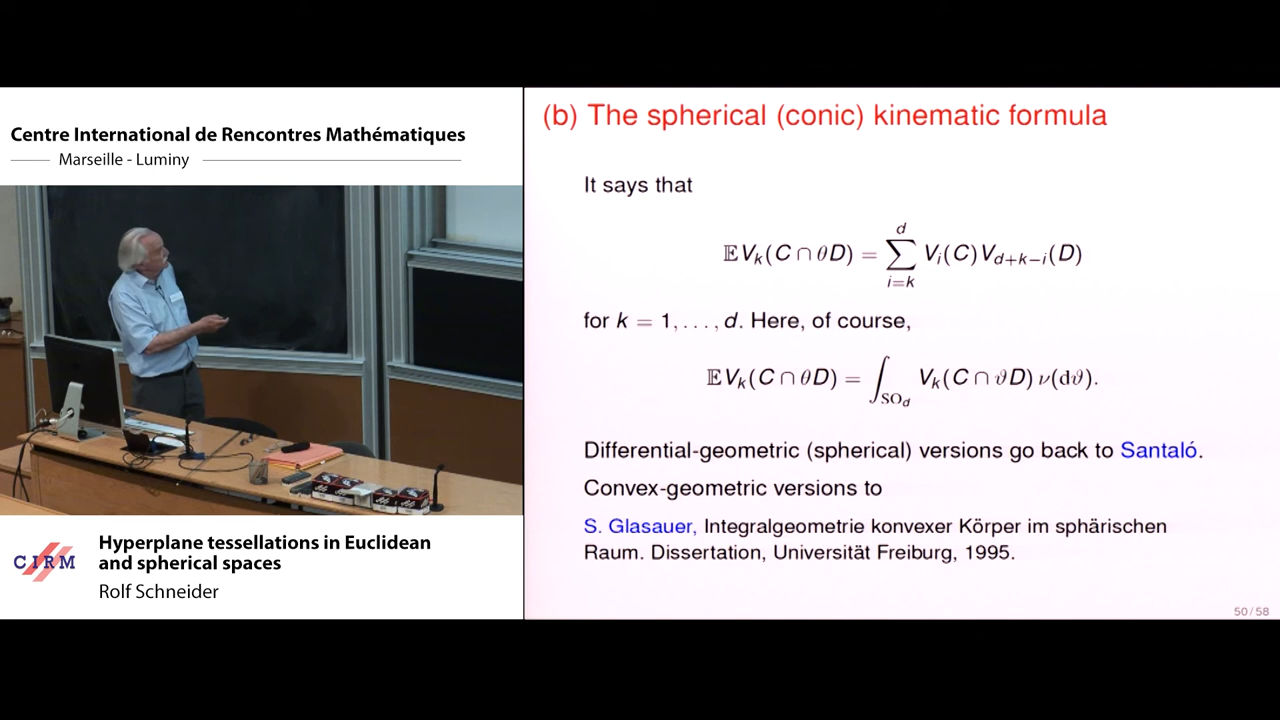 Centre International de Rencontres Mathématiques
Marseille - Luminy
CIRM
Hyperplane tessellations in Euclidean
and spherical spaces
Rolf Schneider
(b) The spherical (conic) kinematic formula
It says that
𝔼V_k(C ∩ θD) = ∑_{i=k}^{d} V_i(C)V_{d+k−i}(D)
for k = 1, . . . , d. Here, of course,
𝔼V_k(C ∩ θD) = ∫_{SO_d} V_k(C ∩ ϑD) ν(dϑ).
Differential-geometric (spherical) versions go back to Santaló.
Convex-geometric versions to
S. Glasauer, Integralgeometrie konvexer Körper im sphärischen
Raum. Dissertation, Universität Freiburg, 1995.
50 / 58